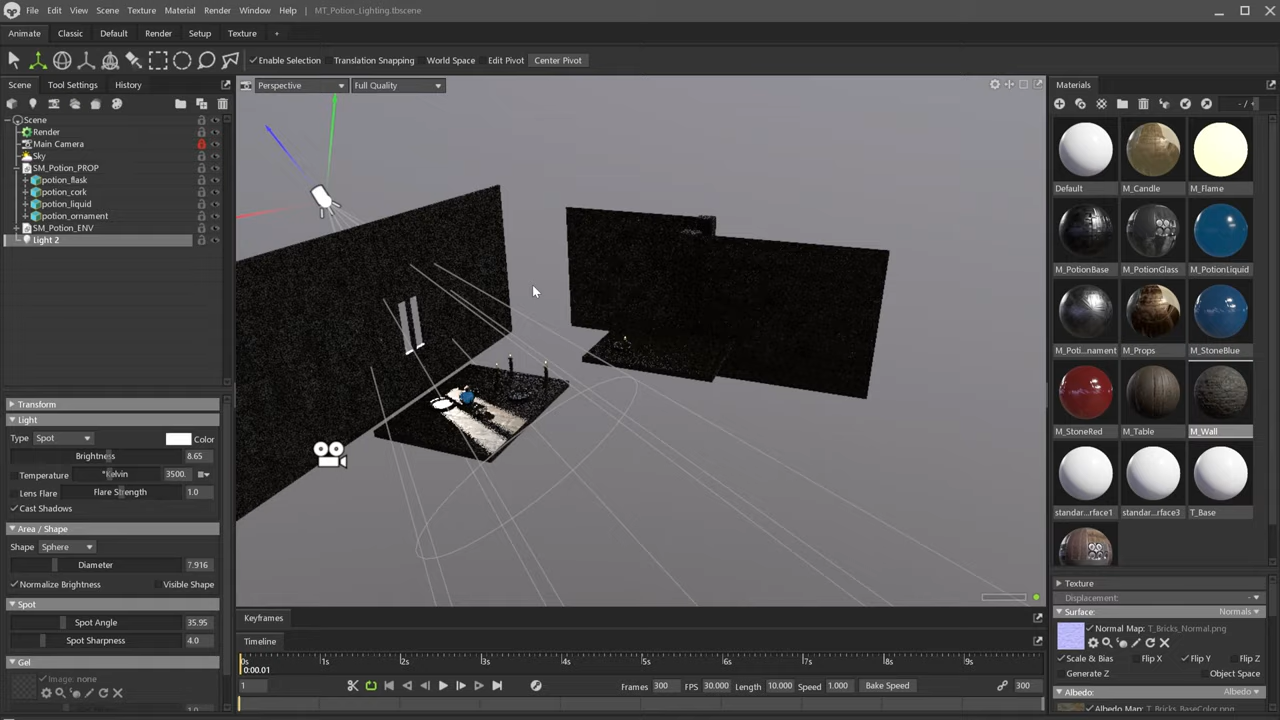 File Edit View Scene Texture Material Render Window Help MT_Potion_Lighting.tbscene
Animate Classic Default Render Setup Texture +
Enable Selection Translation Snapping World Space Edit Pivot Center Pivot
Scene Tool Settings History
Perspective Full Quality
Materials
- / +
Scene
Render
Main Camera
Sky
SM_Potion_PROP
potion_flask
potion_cork
potion_liquid
potion_ornament
SM_Potion_ENV
Light 2
Default M_Candle M_Flame
M_PotionBase M_PotionGlass M_PotionLiquid
M_Poti...nament M_Props M_StoneBlue
M_StoneRed M_Table M_Wall
standar...rface1 standar...rface3 T_Base
Transform
Light
Type Spot Color
Brightness 8.65
Temperature °Kelvin 3500.
Lens Flare Flare Strength 1.0
Cast Shadows
Area / Shape
Shape Sphere
Diameter 7.916
Normalize Brightness Visible Shape
Spot
Spot Angle 35.95
Spot Sharpness 4.0
Gel
Image: none
Texture
Displacement:
Surface: Normals
Normal Map: T_Bricks_Normal.png
Scale & Bias Flip X Flip Y Flip Z
Generate Z Object Space
Albedo: Albedo
Albedo Map: T_Bricks_BaseColor.png
Keyframes
Timeline
0s 1s 2s 3s 4s 5s 6s 7s 8s 9s
0:00.01
1 Frames 300 FPS 30.000 Length 10.000 Speed 1.000 Bake Speed 300